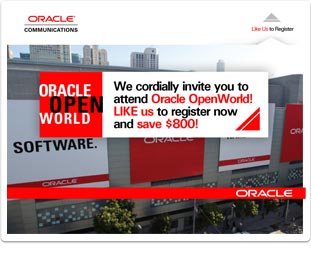 ORACLE
COMMUNICATIONS
Like Us to Register
ORACLE
OPEN
WORLD
We cordially invite you to
attend Oracle OpenWorld!
LIKE us to register now
and save $800!
SOFTWARE.
ORACLE
ORACLE